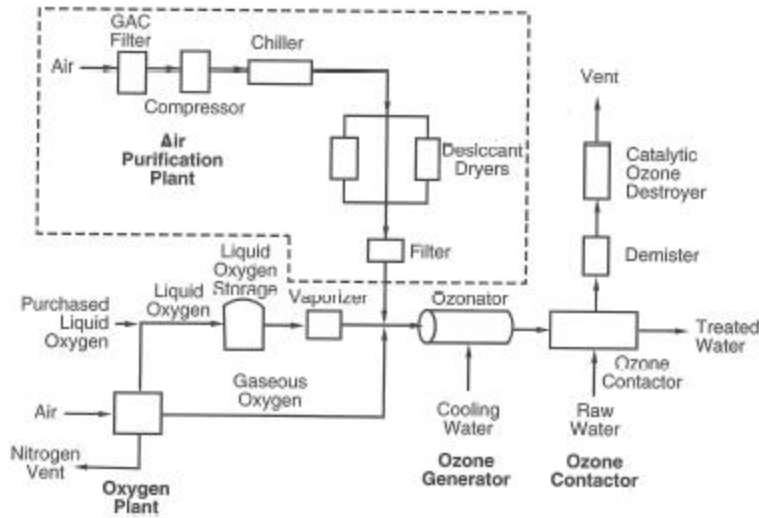 GAC
Filter
Chiller
Air
Compressor
Air
Purification
Plant
Desiccant
Dryers
Filter
Vent
Catalytic
Ozone
Destroyer
Demister
Liquid
Oxygen
Storage
Liquid
Oxygen
Vaporizer
Purchased
Liquid
Oxygen
Ozonator
Treated
Water
Ozone
Contactor
Gaseous
Oxygen
Air
Cooling
Water
Raw
Water
Nitrogen
Vent
Oxygen
Plant
Ozone
Generator
Ozone
Contactor